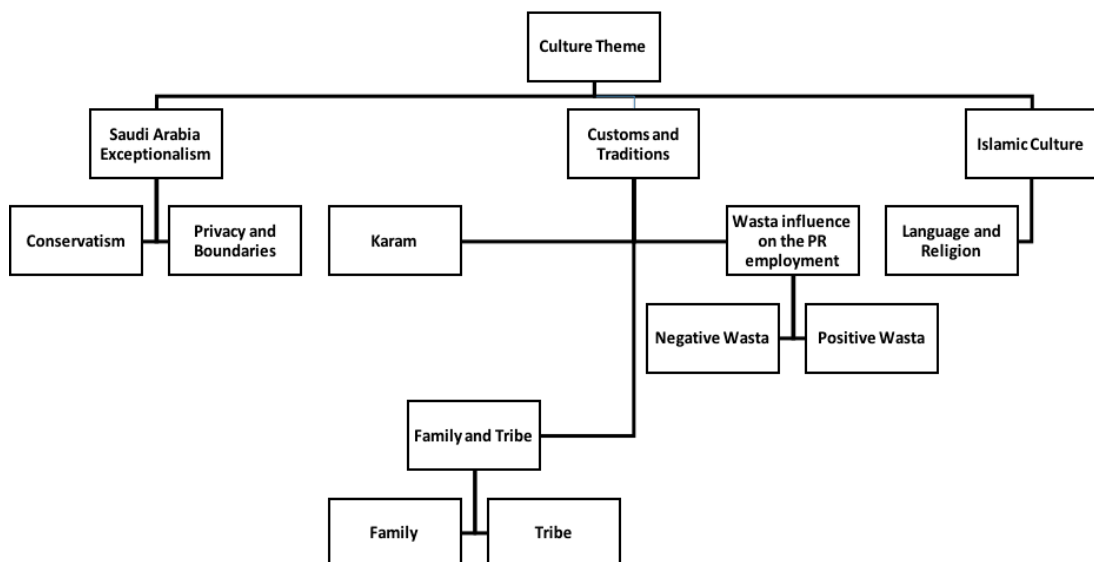 Culture Theme
Saudi Arabia
Exceptionalism
Customs and
Traditions
Islamic Culture
Conservatism
Privacy and
Boundaries
Karam
Wasta influence
on the PR
employment
Language and
Religion
Negative Wasta
Positive Wasta
Family and Tribe
Family
Tribe